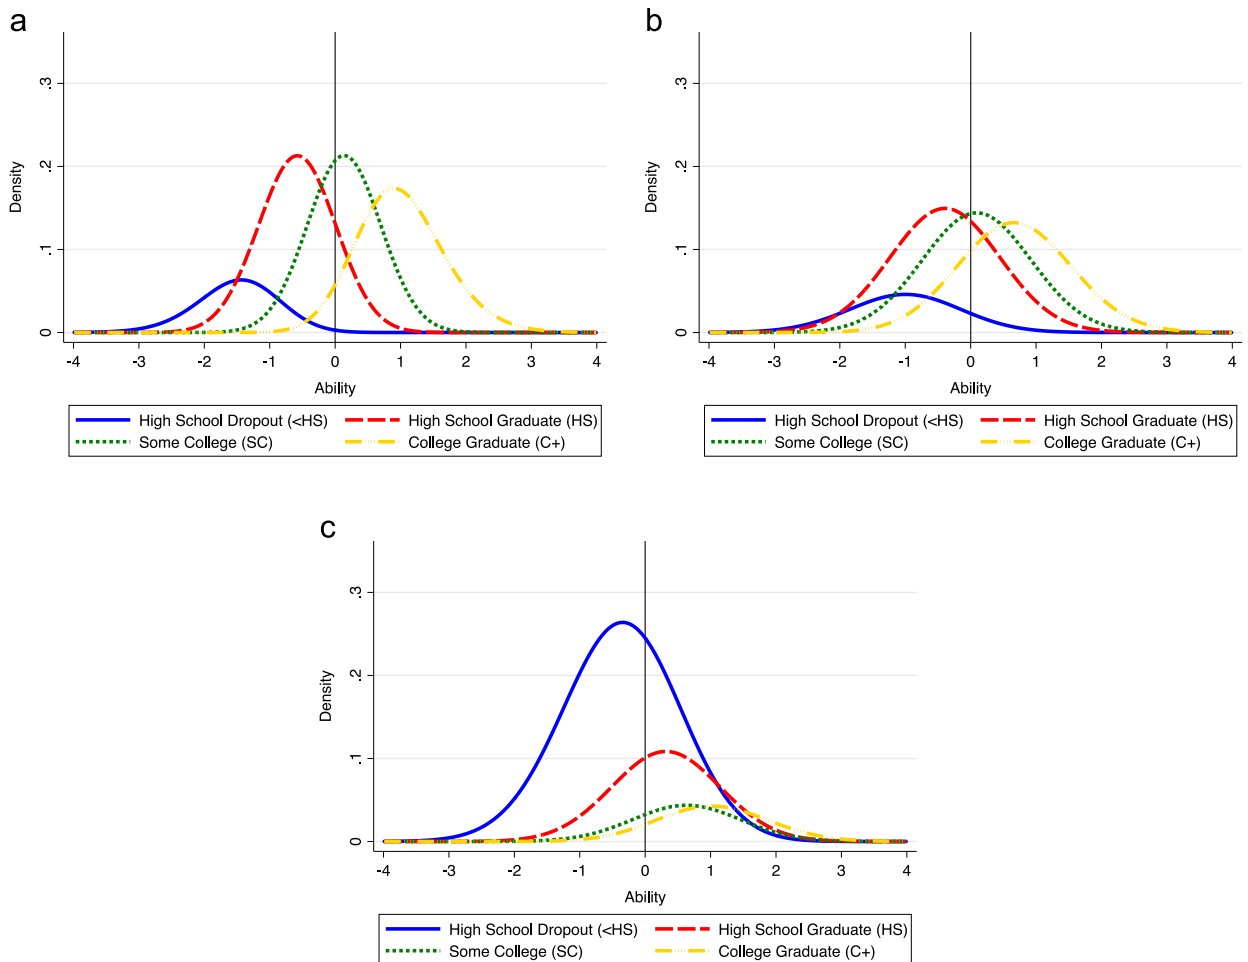 a
Density
.3
.2
.1
0
-4 -3 -2 -1 0 1 2 3 4
Ability
High School Dropout (<HS) High School Graduate (HS)
Some College (SC) College Graduate (C+)
b
Density
.3
.2
.1
0
-4 -3 -2 -1 0 1 2 3 4
Ability
High School Dropout (<HS) High School Graduate (HS)
Some College (SC) College Graduate (C+)
c
Density
.3
.2
.1
0
-4 -3 -2 -1 0 1 2 3 4
Ability
High School Dropout (<HS) High School Graduate (HS)
Some College (SC) College Graduate (C+)